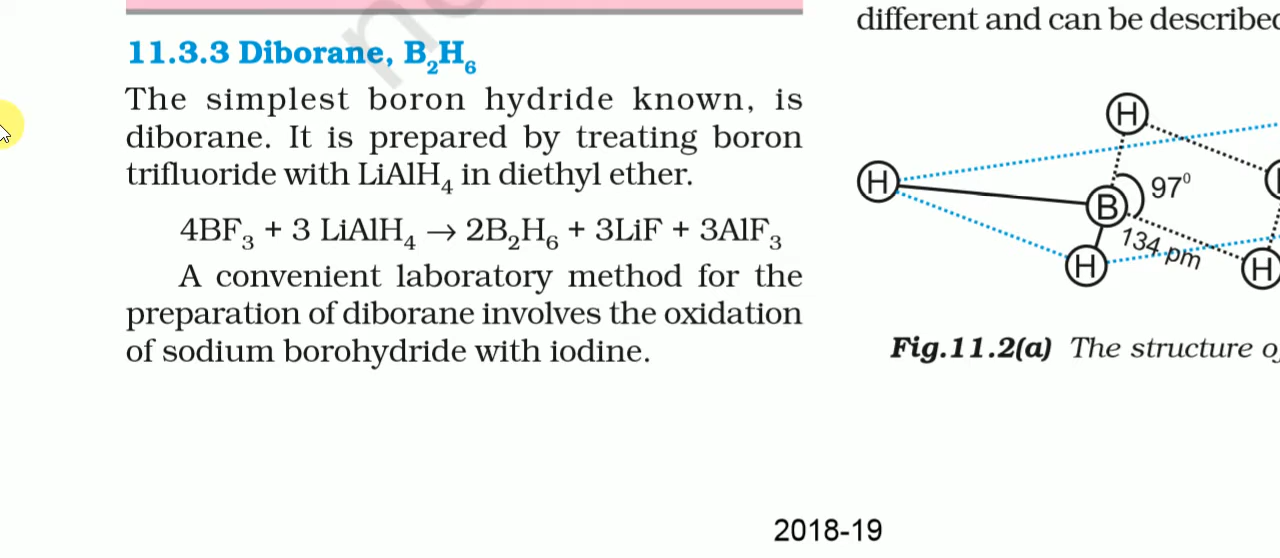 11.3.3 Diborane, B₂H₆
The simplest boron hydride known, is
diborane. It is prepared by treating boron
trifluoride with LiAlH₄ in diethyl ether.
4BF₃ + 3 LiAlH₄ → 2B₂H₆ + 3LiF + 3AlF₃
A convenient laboratory method for the
preparation of diborane involves the oxidation
of sodium borohydride with iodine.
different and can be described
H
H
B
97⁰
134 pm
H
H
Fig.11.2(a) The structure
2018-19